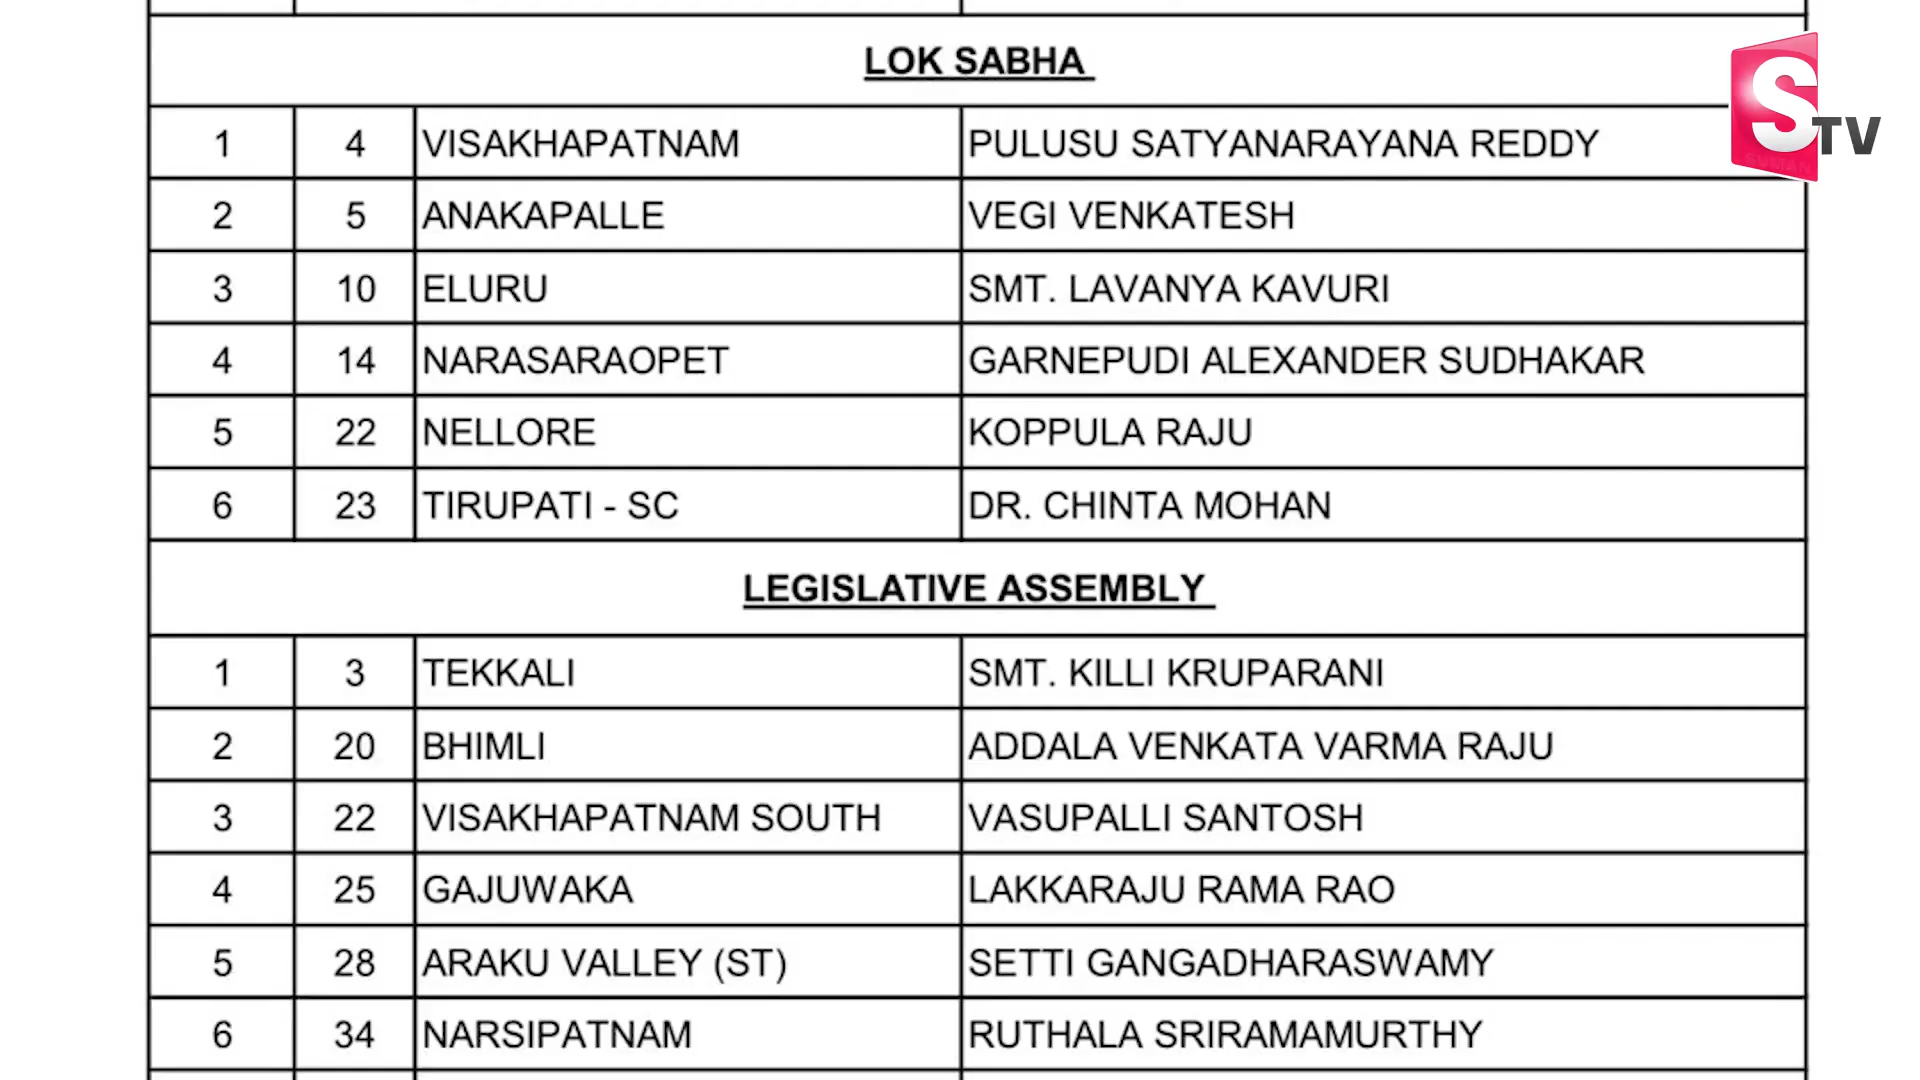 LOK SABHA
1 4 VISAKHAPATNAM PULUSU SATYANARAYANA REDDY
2 5 ANAKAPALLE VEGI VENKATESH
3 10 ELURU SMT. LAVANYA KAVURI
4 14 NARASARAOPET GARNEPUDI ALEXANDER SUDHAKAR
5 22 NELLORE KOPPULA RAJU
6 23 TIRUPATI - SC DR. CHINTA MOHAN
LEGISLATIVE ASSEMBLY
1 3 TEKKALI SMT. KILLI KRUPARANI
2 20 BHIMLI ADDALA VENKATA VARMA RAJU
3 22 VISAKHAPATNAM SOUTH VASUPALLI SANTOSH
4 25 GAJUWAKA LAKKARAJU RAMA RAO
5 28 ARAKU VALLEY (ST) SETTI GANGADHARASWAMY
6 34 NARSIPATNAM RUTHALA SRIRAMAMURTHY
S TV
SUMAN